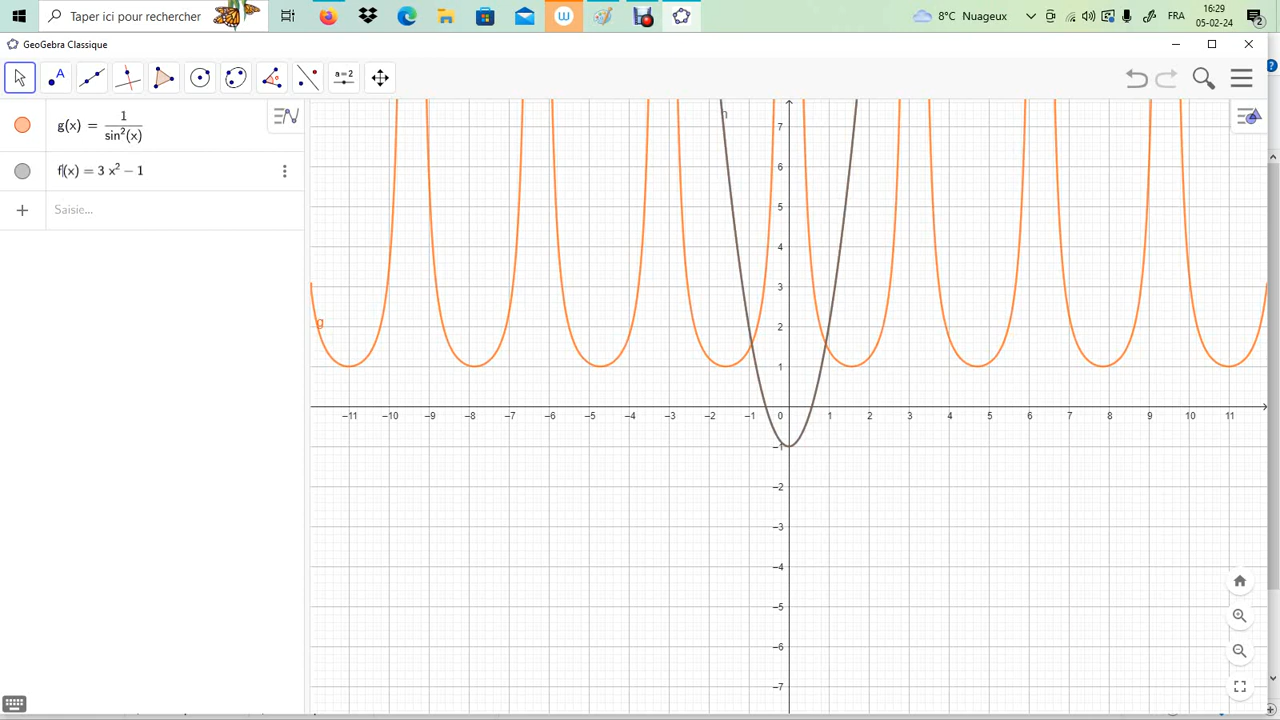 Taper ici pour rechercher
W
8°C Nuageux
FRA
16:29
05-02-24
2
GeoGebra Classique
A
a=2
g(x) = 1 / sin²(x)
f(x) = 3 x² − 1
Saisie...
g
7
6
5
4
3
2
1
−11 −10 −9 −8 −7 −6 −5 −4 −3 −2 −1 0 1 2 3 4 5 6 7 8 9 10 11
−1
−2
−3
−4
−5
−6
−7